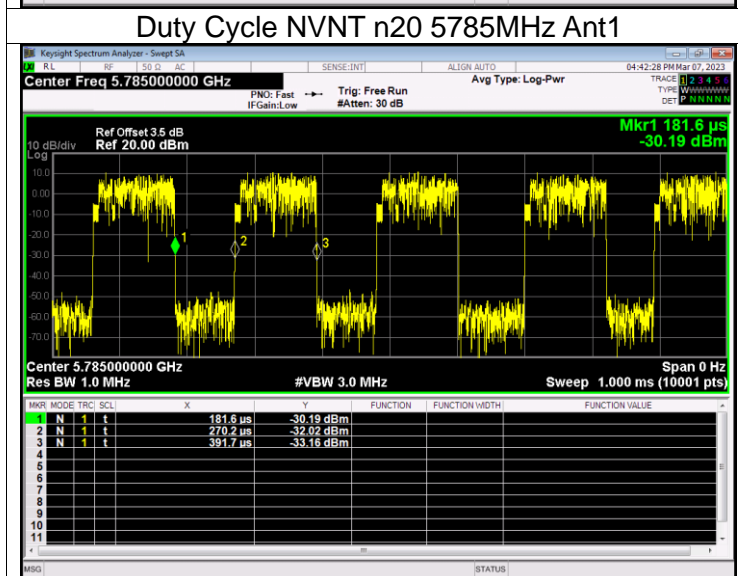 Duty Cycle NVNT n20 5785MHz Ant1
Keysight Spectrum Analyzer - Swept SA
RL RF 50 Ω AC SENSE:INT ALIGN AUTO 04:42:28 PM Mar 07, 2023
Center Freq 5.785000000 GHz Avg Type: Log-Pwr TRACE 1 2 3 4 5 6
PNO: Fast Trig: Free Run TYPE W
IFGain:Low #Atten: 30 dB DET P N N N N N
Mkr1 181.6 µs
Ref Offset 3.5 dB
10 dB/div Ref 20.00 dBm -30.19 dBm
Log
10.0
0.00
-10.0
-20.0
1 2 3
-30.0
-40.0
-50.0
-60.0
-70.0
Center 5.785000000 GHz Span 0 Hz
Res BW 1.0 MHz #VBW 3.0 MHz Sweep 1.000 ms (10001 pts)
MKR MODE TRC SCL X Y FUNCTION FUNCTION WIDTH FUNCTION VALUE
1 N 1 t 181.6 µs -30.19 dBm
2 N 1 t 270.2 µs -32.02 dBm
3 N 1 t 391.7 µs -33.16 dBm
4
5
6
7
8
9
10
11
MSG STATUS